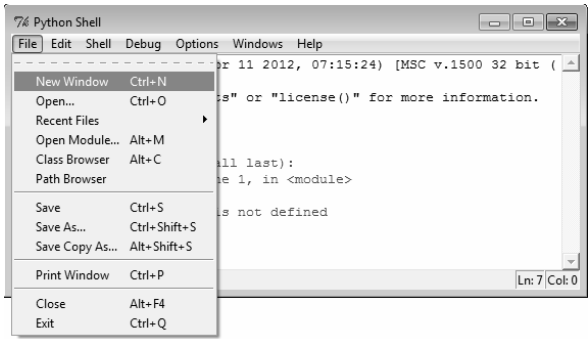 7% Python Shell
File Edit Shell Debug Options Windows Help
New Window Ctrl+N
Open... Ctrl+O
Recent Files
Open Module... Alt+M
Class Browser Alt+C
Path Browser
Save Ctrl+S
Save As... Ctrl+Shift+S
Save Copy As... Alt+Shift+S
Print Window Ctrl+P
Close Alt+F4
Exit Ctrl+Q
or 11 2012, 07:15:24) [MSC v.1500 32 bit (
s" or "license()" for more information.
all last):
e 1, in <module>
is not defined
Ln: 7 Col: 0